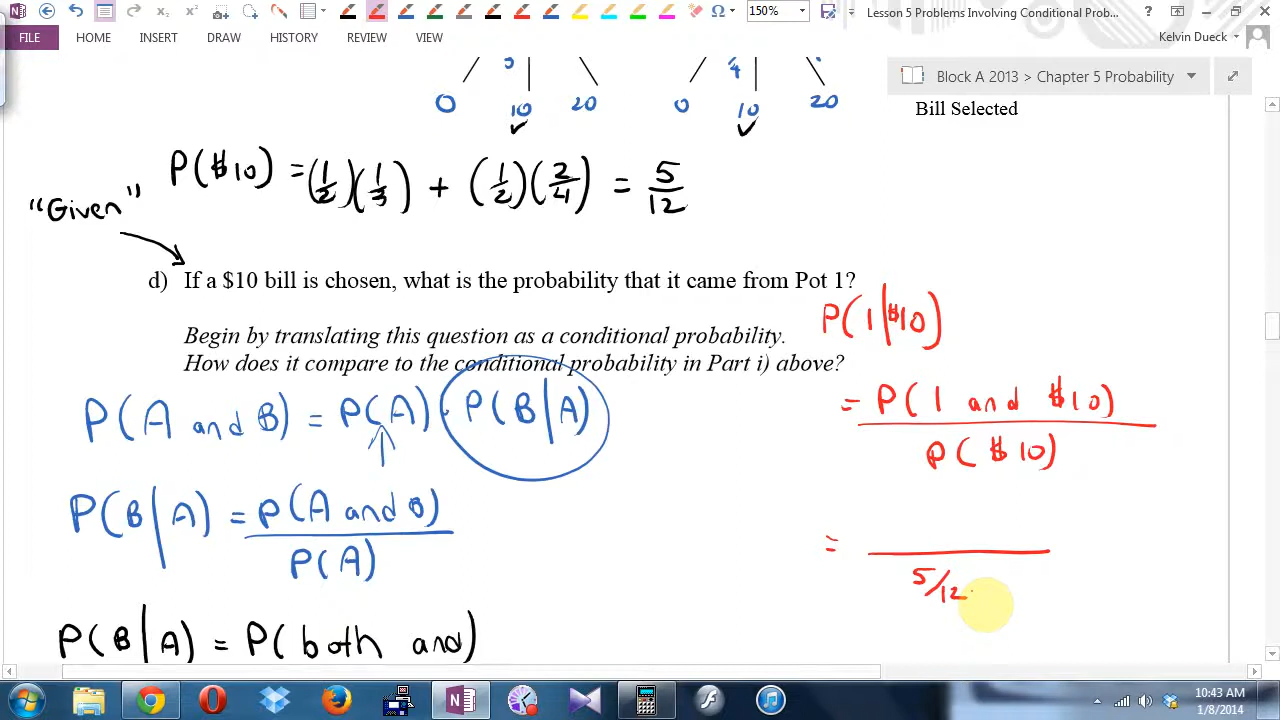 150%
Lesson 5 Problems Involving Conditional Prob...
FILE HOME INSERT DRAW HISTORY REVIEW VIEW
Kelvin Dueck
Block A 2013 > Chapter 5 Probability
Bill Selected
0 10 20 0 10 20
P($10) = (1/2)(1/3) + (1/2)(2/4) = 5/12
"Given"
d) If a $10 bill is chosen, what is the probability that it came from Pot 1?
P(1|$10)
Begin by translating this question as a conditional probability.
How does it compare to the conditional probability in Part i) above?
P(A and B) = P(A) · P(B|A)
= P(1 and $10)
P($10)
P(B|A) = P(A and B)
P(A)
=
5/12
P(B|A) = P(both and)
10:43 AM
1/8/2014